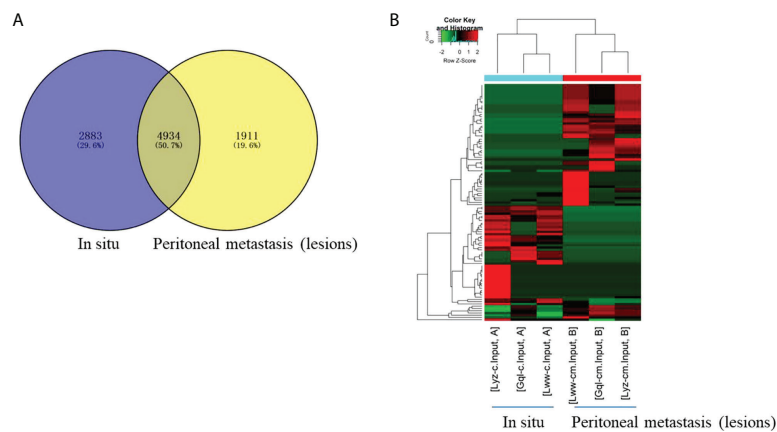 A
2883
(29.6%)
4934
(50.7%)
1911
(19.6%)
In situ
Peritoneal metastasis (lesions)
B
Color Key
and Histogram
Count
0
-2
0
2
Row Z-Score
[Lyz-c.Input, A]
[Gql-c.Input, A]
[Lww-c.Input, A]
[Lww-cm.Input, B]
[Gql-cm.Input, B]
[Lyz-cm.Input, B]
In situ
Peritoneal metastasis (lesions)